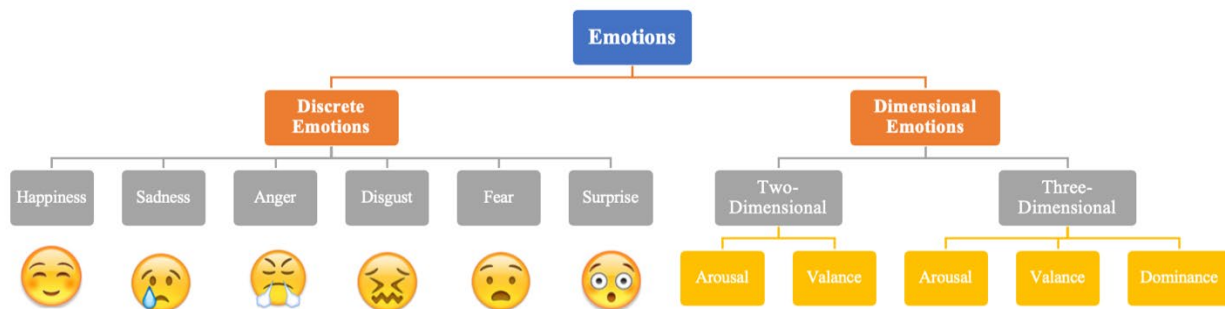 Emotions
Discrete
Emotions
Dimensional
Emotions
Happiness
Sadness
Anger
Disgust
Fear
Surprise
Two-
Dimensional
Three-
Dimensional
Arousal
Valance
Arousal
Valance
Dominance